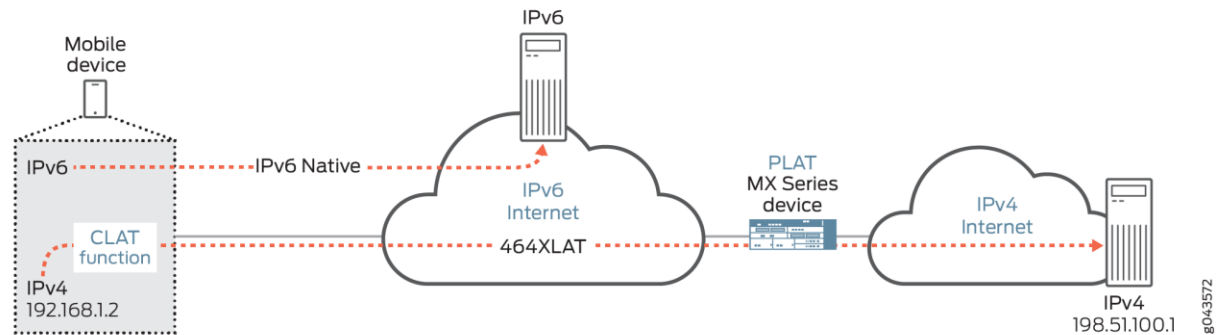 IPv6
Mobile
device
IPv6
IPv6 Native
IPv6
Internet
PLAT
MX Series
device
IPv4
Internet
CLAT
function
464XLAT
IPv4
192.168.1.2
IPv4
198.51.100.1
g043572